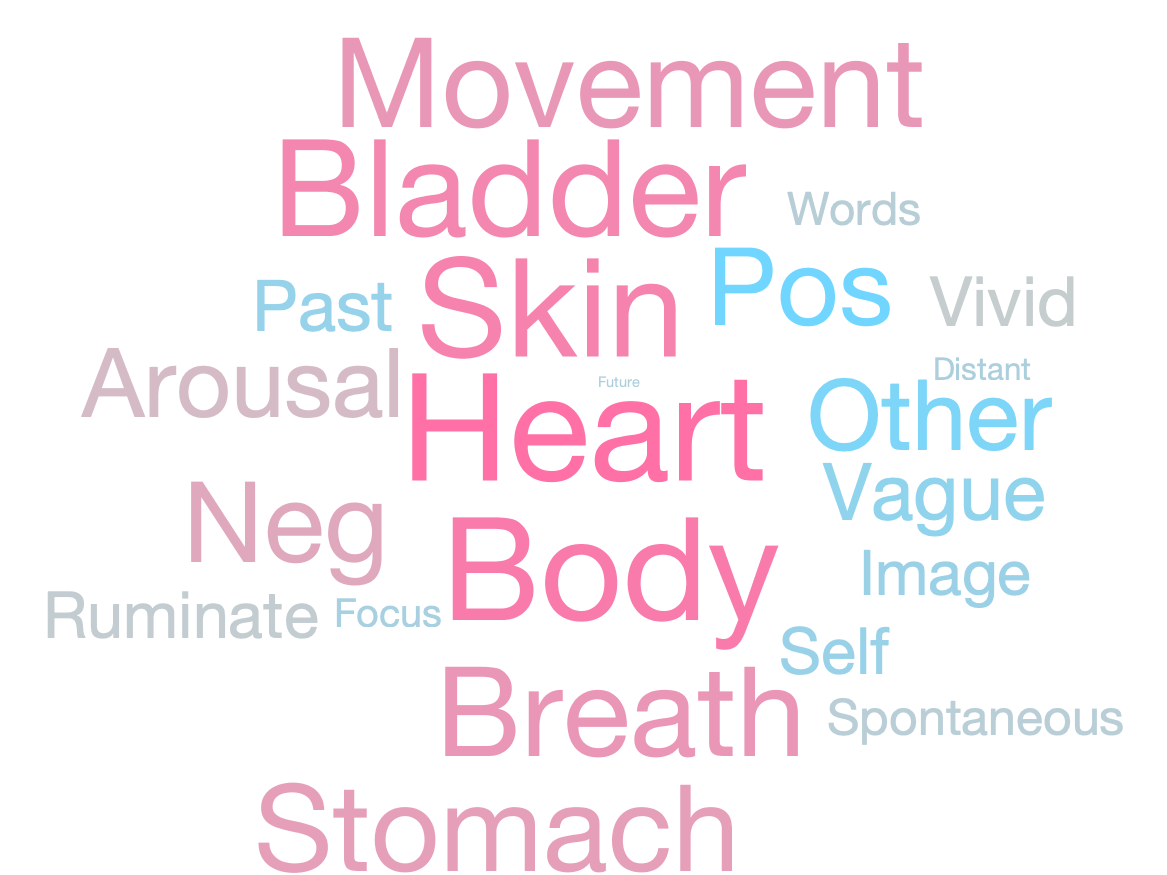 Movement
Bladder
Words
Past
Skin
Pos
Vivid
Arousal
Future
Distant
Heart
Other
Vague
Neg
Body
Image
Ruminate
Focus
Self
Breath
Spontaneous
Stomach